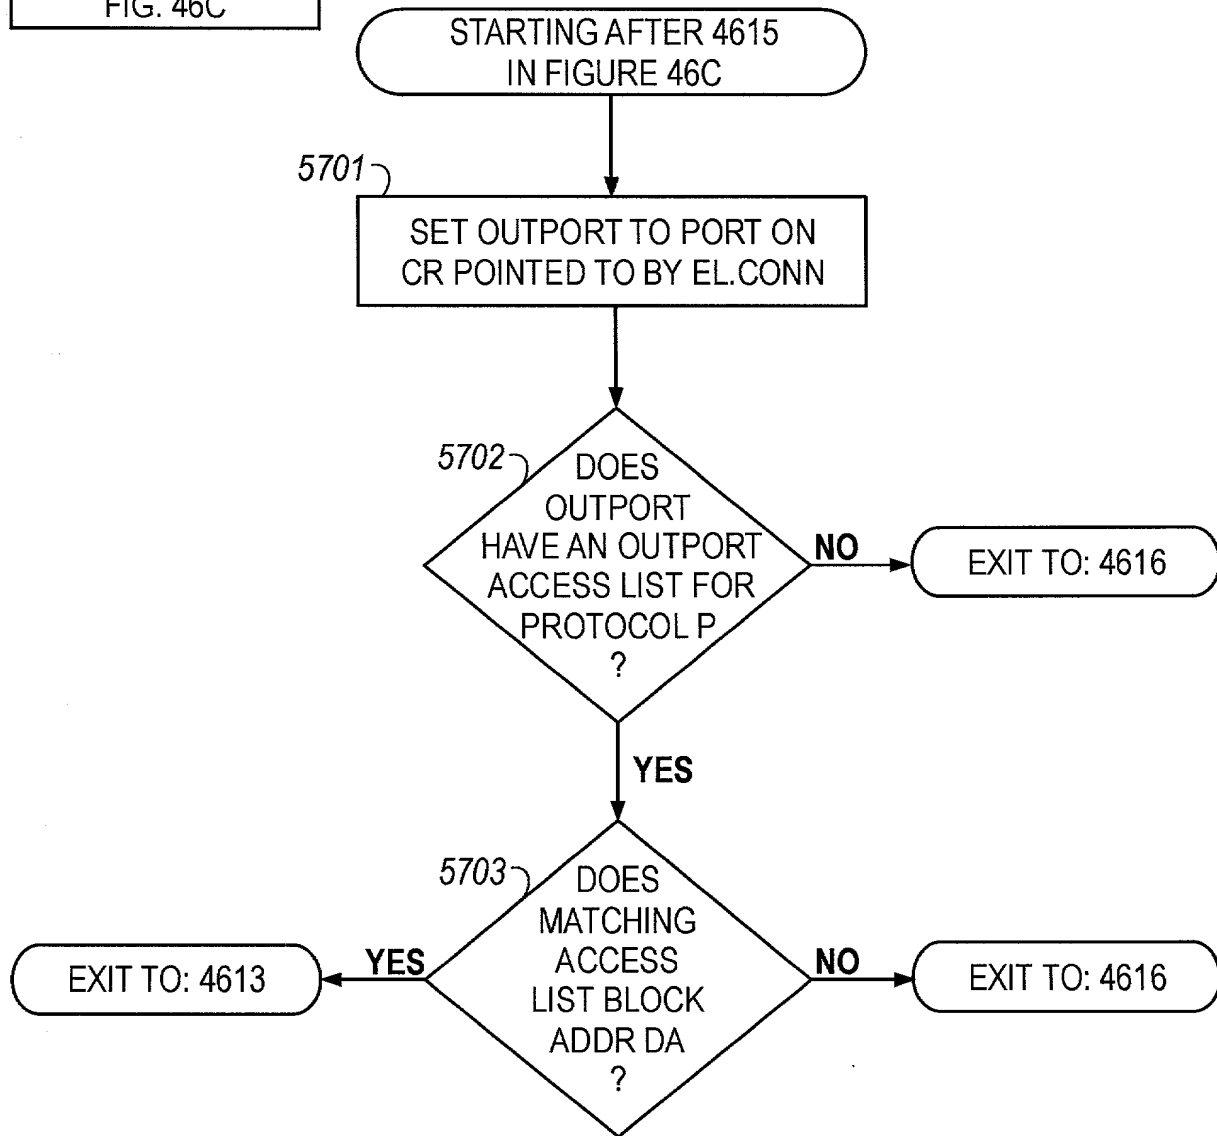 FIG. 46C
STARTING AFTER 4615
IN FIGURE 46C
5701
SET OUTPORT TO PORT ON
CR POINTED TO BY EL.CONN
5702
DOES
OUTPORT
HAVE AN OUTPORT
ACCESS LIST FOR
PROTOCOL P
?
NO
EXIT TO: 4616
YES
5703
DOES
MATCHING
ACCESS
LIST BLOCK
ADDR DA
?
YES
EXIT TO: 4613
NO
EXIT TO: 4616